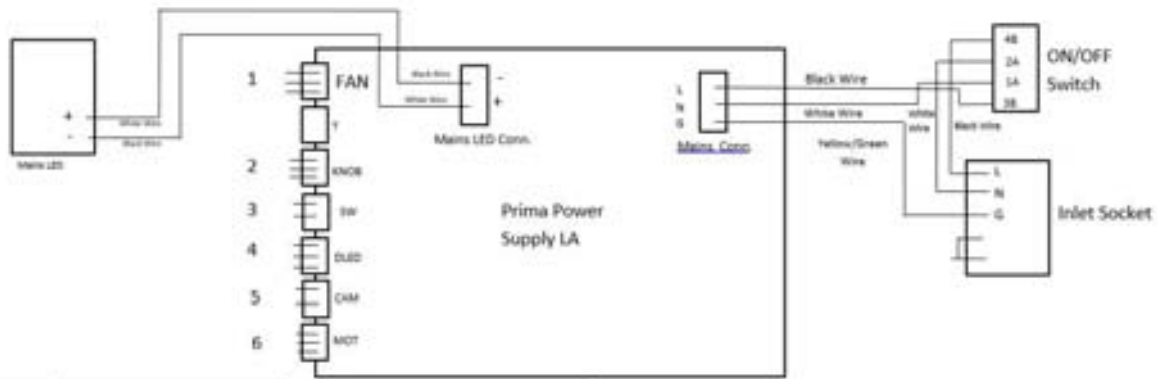 +
White Wire
-
Black Wire
Mains LED
1
FAN
Y
2
KNOB
3
SW
4
DLED
5
CAM
6
MOT
Black Wire
-
White Wire
+
Mains LED Conn.
Prima Power
Supply LA
L
N
G
Mains Conn
Black Wire
White Wire
Yellow/Green
Wire
White
Wire
Black Wire
4B
2A
1A
3B
ON/OFF
Switch
L
N
G
Inlet Socket